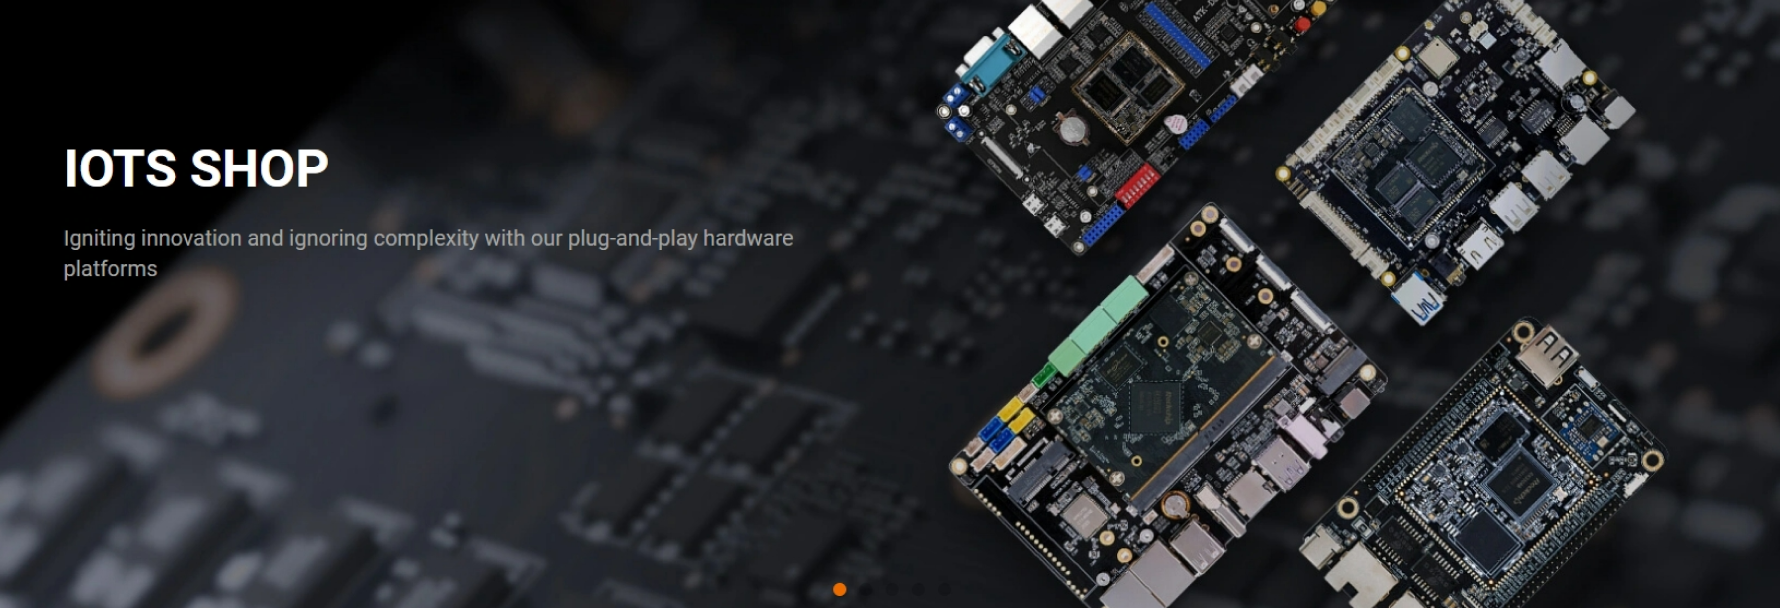 IOTS SHOP
Igniting innovation and ignoring complexity with our plug-and-play hardware
platforms